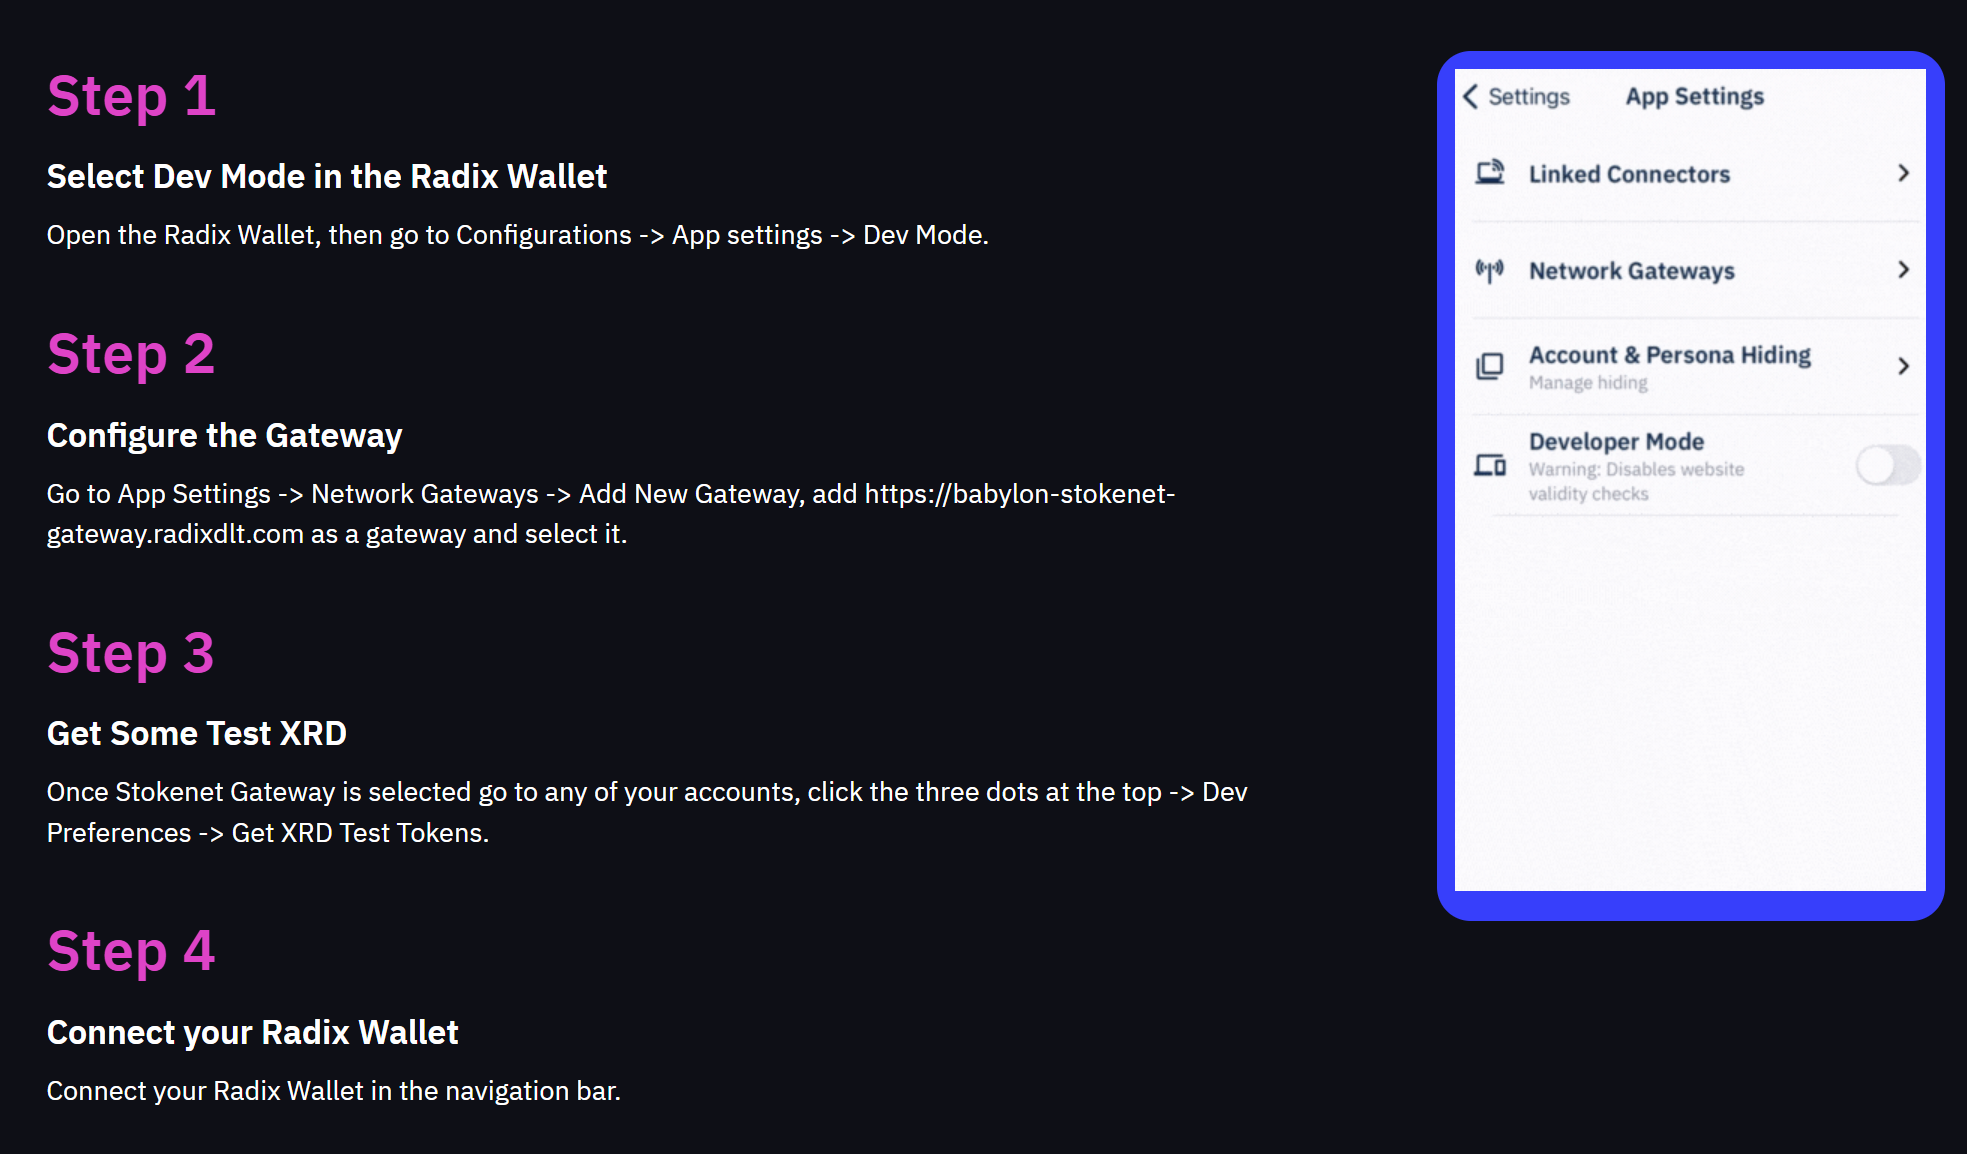 Step 1
Select Dev Mode in the Radix Wallet
Open the Radix Wallet, then go to Configurations -> App settings -> Dev Mode.
Step 2
Configure the Gateway
Go to App Settings -> Network Gateways -> Add New Gateway, add https://babylon-stokenet-
gateway.radixdlt.com as a gateway and select it.
Step 3
Get Some Test XRD
Once Stokenet Gateway is selected go to any of your accounts, click the three dots at the top -> Dev
Preferences -> Get XRD Test Tokens.
Step 4
Connect your Radix Wallet
Connect your Radix Wallet in the navigation bar.
Settings
App Settings
Linked Connectors
Network Gateways
Account & Persona Hiding
Manage hiding
Developer Mode
Warning: Disables website
validity checks